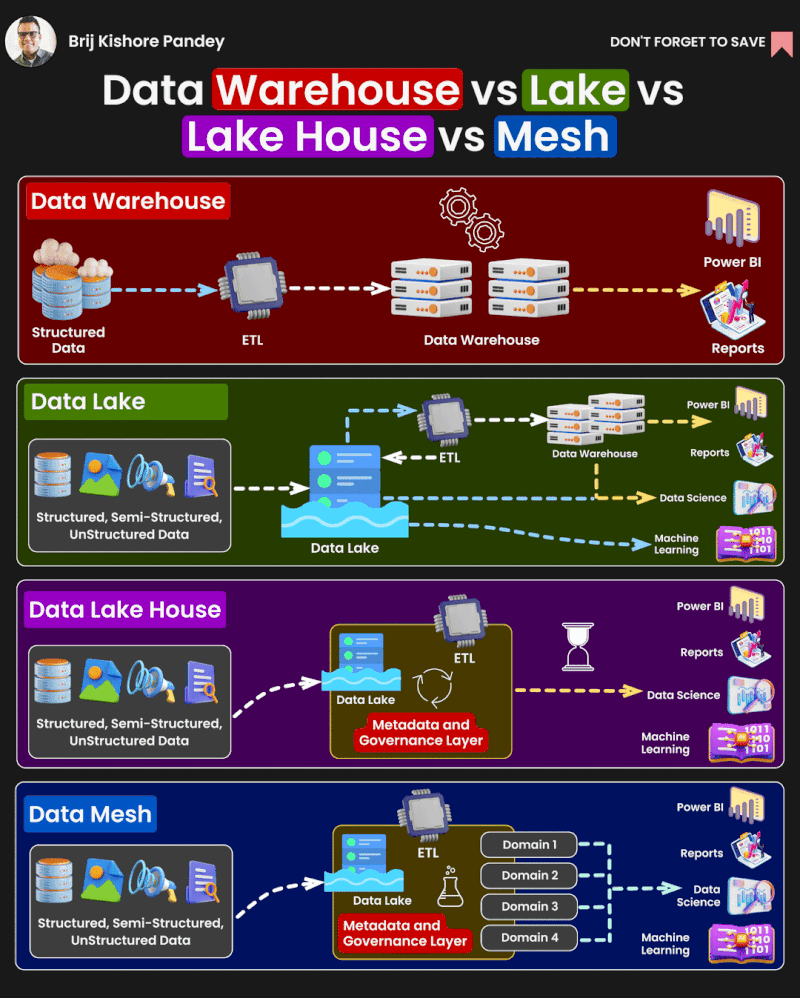 Brij Kishore Pandey
DON'T FORGET TO SAVE
Data Warehouse vs Lake vs
Lake House vs Mesh
Data Warehouse
Structured
Data
ETL
Data Warehouse
Power BI
Reports
Data Lake
Structured, Semi-Structured,
UnStructured Data
Data Lake
ETL
Data Warehouse
Power BI
Reports
Data Science
Machine
Learning
Data Lake House
Structured, Semi-Structured,
UnStructured Data
Data Lake
ETL
Metadata and
Governance Layer
Power BI
Reports
Data Science
Machine
Learning
Data Mesh
Structured, Semi-Structured,
UnStructured Data
Data Lake
ETL
Metadata and
Governance Layer
Domain 1
Domain 2
Domain 3
Domain 4
Power BI
Reports
Data
Science
Machine
Learning